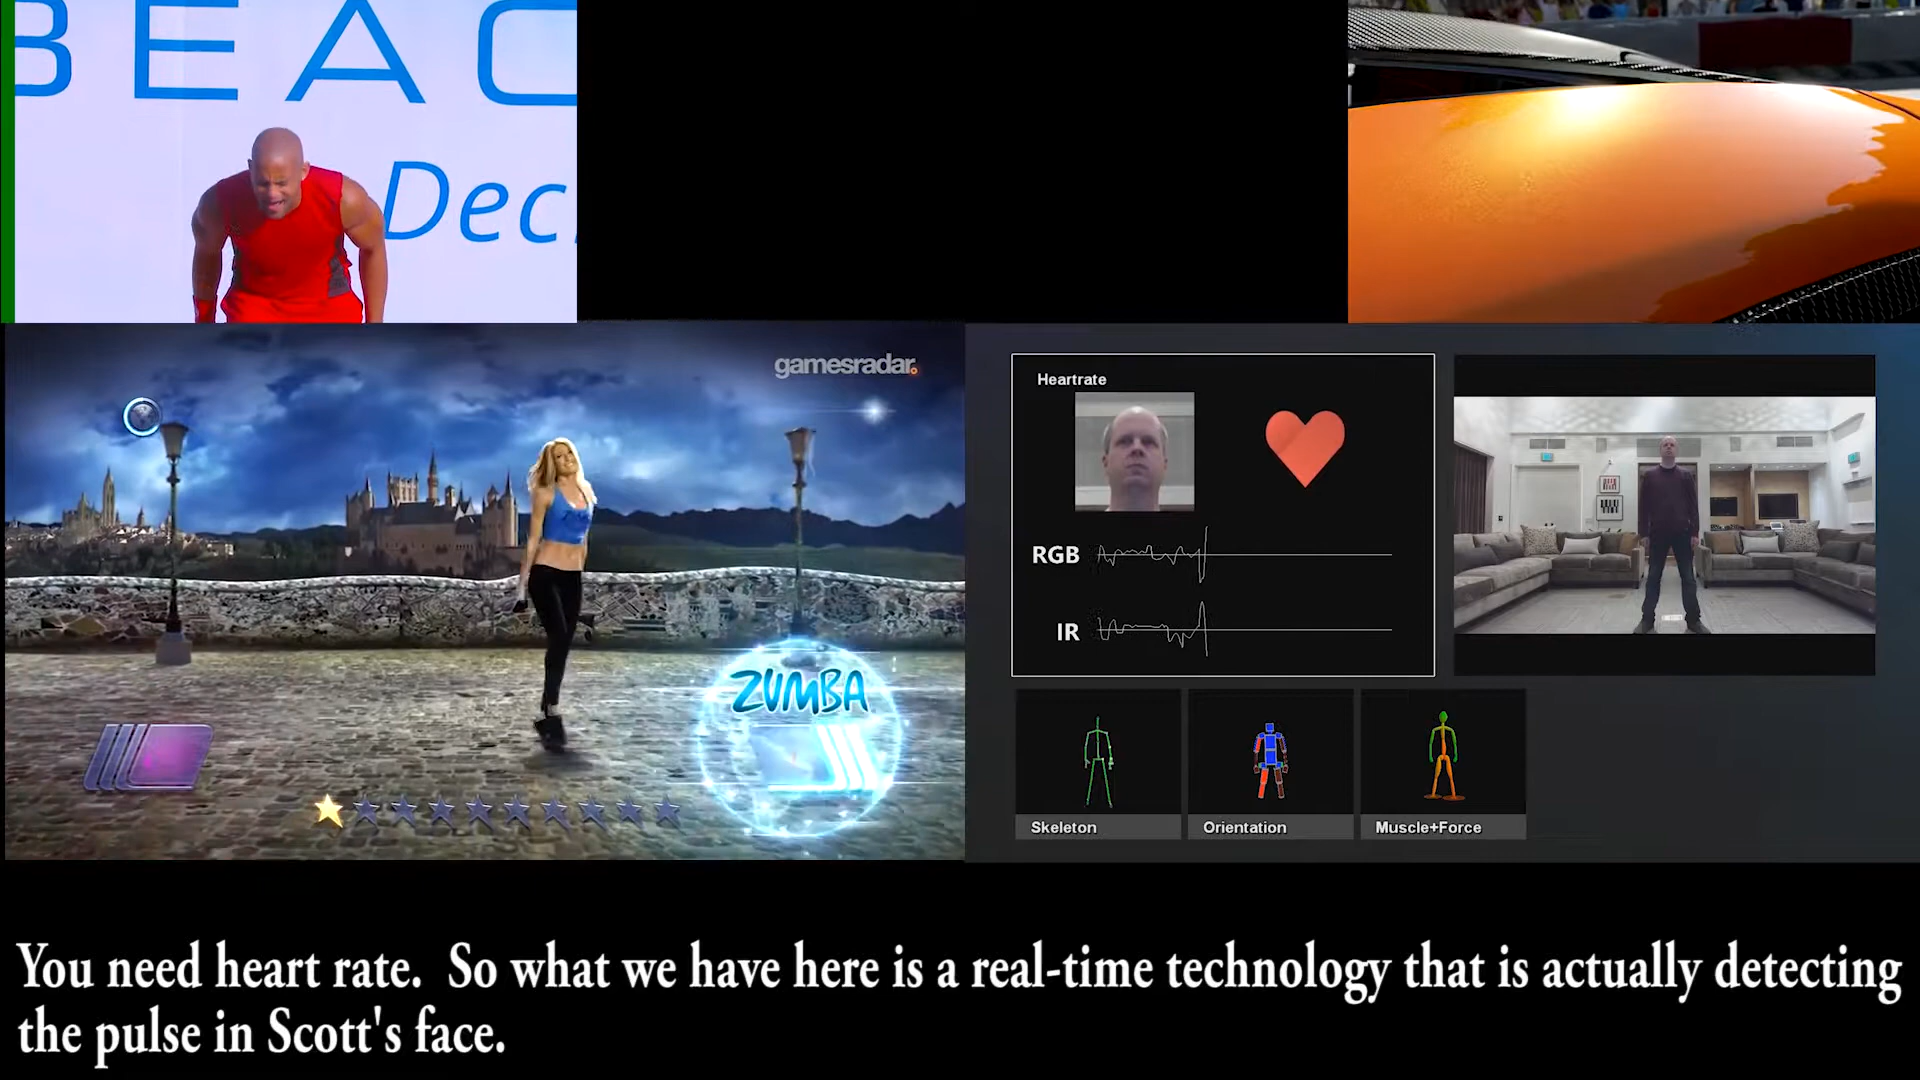 BEAC
Dec
gamesradar.
Heartrate
RGB
IR
ZUMBA
Skeleton
Orientation
Muscle+Force
You need heart rate. So what we have here is a real-time technology that is actually detecting
the pulse in Scott's face.